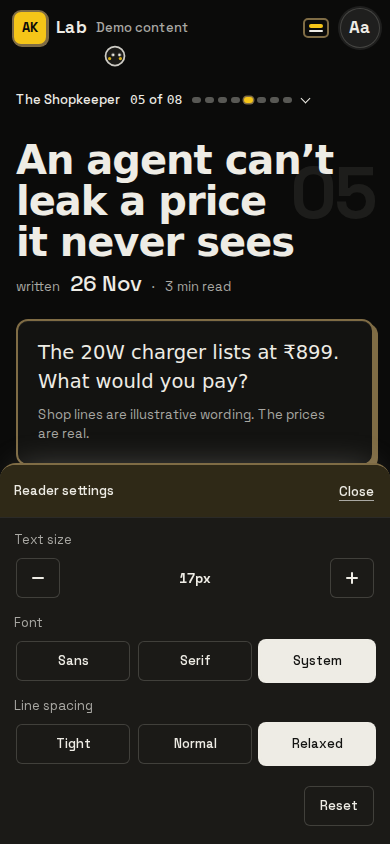 AK Lab Demo content Aa
The Shopkeeper 05 of 08
05
An agent can’t
leak a price
it never sees
written 26 Nov · 3 min read
The 20W charger lists at ₹899.
What would you pay?
Shop lines are illustrative wording. The prices
are real.
Reader settings Close
Text size
− 17px +
Font
Sans Serif System
Line spacing
Tight Normal Relaxed
Reset